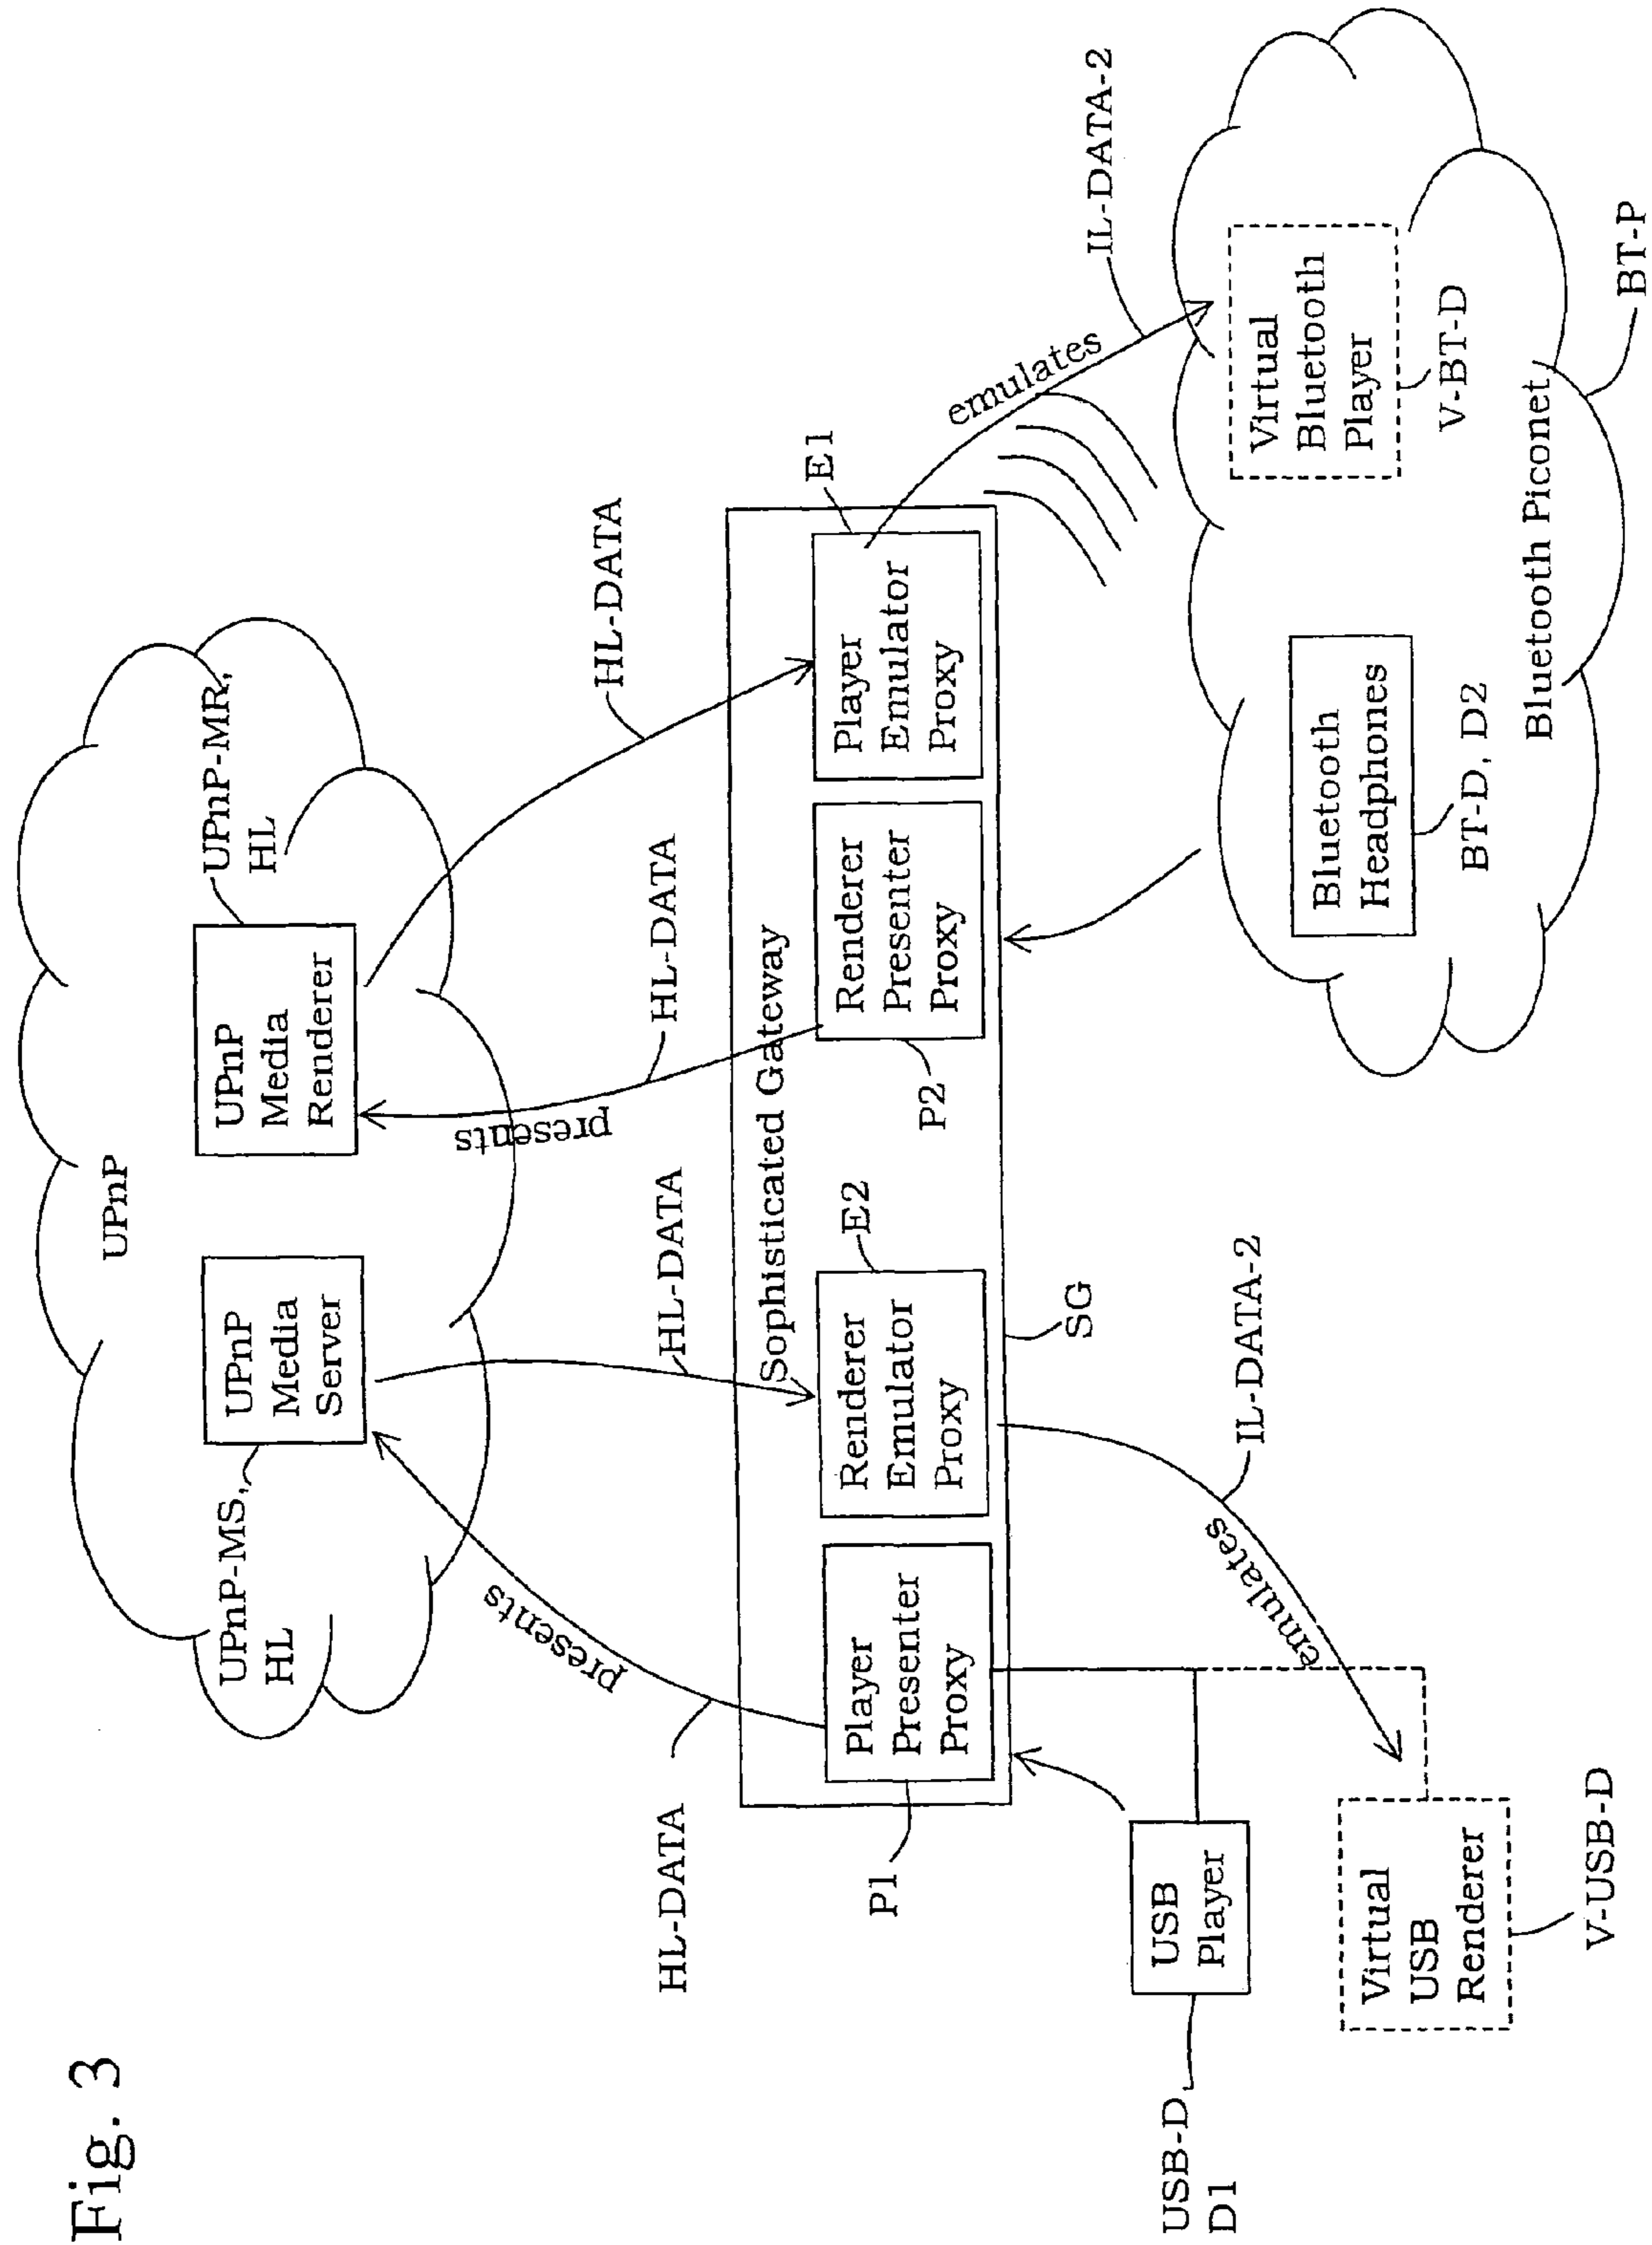 Fig. 3
UPnP
UPnP-MS,
HL
UPnP
Media
Server
UPnP
Media
Renderer
UPnP-MR,
HL
HL-DATA
presents
HL-DATA
presents
HL-DATA
HL-DATA
Sophisticated Gateway
P1
Player
Presenter
Proxy
Renderer
Emulator
Proxy
E2
P2
Renderer
Presenter
Proxy
Player
Emulator
Proxy
E1
SG
emulates
IL-DATA-2
USB-D,
D1
USB
Player
emulates
IL-DATA-2
Virtual
USB
Renderer
V-USB-D
Bluetooth
Headphones
BT-D, D2
Virtual
Bluetooth
Player
V-BT-D
Bluetooth Piconet
BT-P